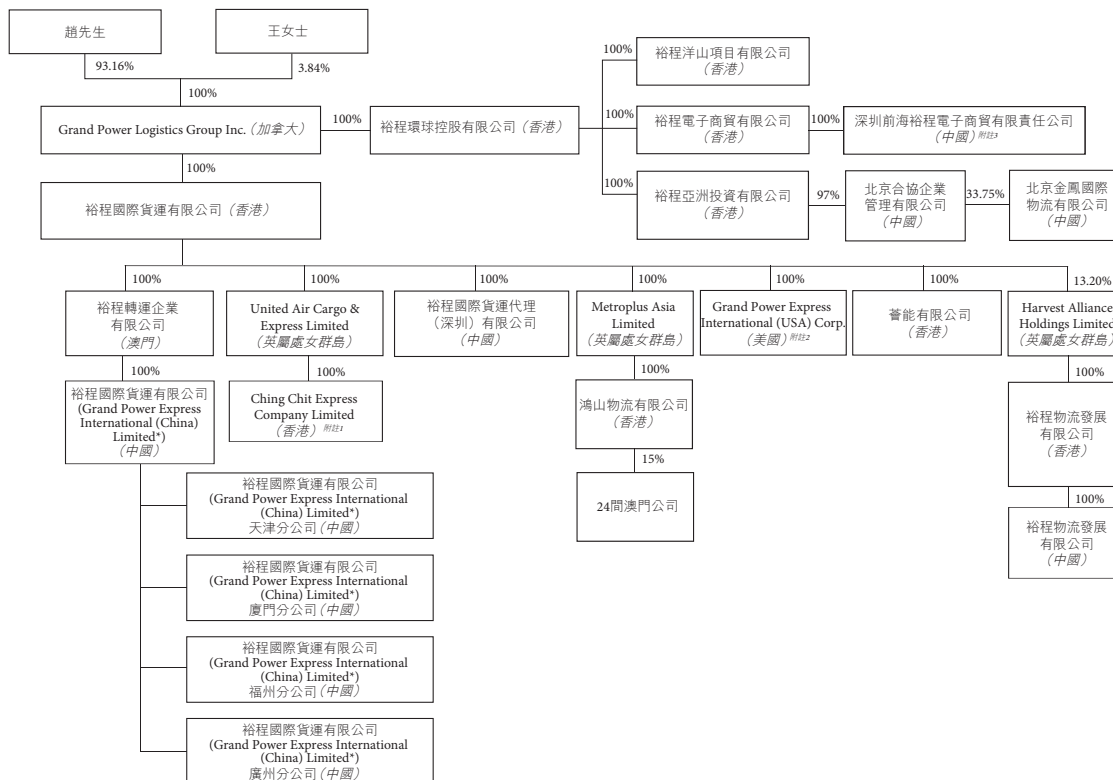 趙先生
王女士
93.16%
3.84%
100%
Grand Power Logistics Group Inc.（加拿大）
100%
裕程環球控股有限公司（香港）
100%
裕程洋山項目有限公司
（香港）
100%
裕程電子商貿有限公司
（香港）
100%
深圳前海裕程電子商貿有限責任公司
（中國）附註3
100%
裕程亞洲投資有限公司
（香港）
97%
北京合協企業
管理有限公司
（中國）
33.75%
北京金鳳國際
物流有限公司
（中國）
100%
裕程國際貨運有限公司（香港）
100%
裕程轉運企業
有限公司
（澳門）
100%
United Air Cargo &
Express Limited
（英屬處女群島）
100%
裕程國際貨運代理
（深圳）有限公司
（中國）
100%
Metroplus Asia
Limited
（英屬處女群島）
100%
Grand Power Express
International (USA) Corp.
（美國）附註2
100%
薈能有限公司
（香港）
13.20%
Harvest Alliance
Holdings Limited
（英屬處女群島）
100%
裕程國際貨運有限公司
(Grand Power Express
International (China)
Limited*)
（中國）
100%
Ching Chit Express
Company Limited
（香港）附註1
100%
鴻山物流有限公司
（香港）
15%
24間澳門公司
100%
裕程物流發展
有限公司
（香港）
100%
裕程物流發展
有限公司
（中國）
裕程國際貨運有限公司
(Grand Power Express International
(China) Limited*)
天津分公司（中國）
裕程國際貨運有限公司
(Grand Power Express International
(China) Limited*)
廈門分公司（中國）
裕程國際貨運有限公司
(Grand Power Express International
(China) Limited*)
福州分公司（中國）
裕程國際貨運有限公司
(Grand Power Express International
(China) Limited*)
廣州分公司（中國）